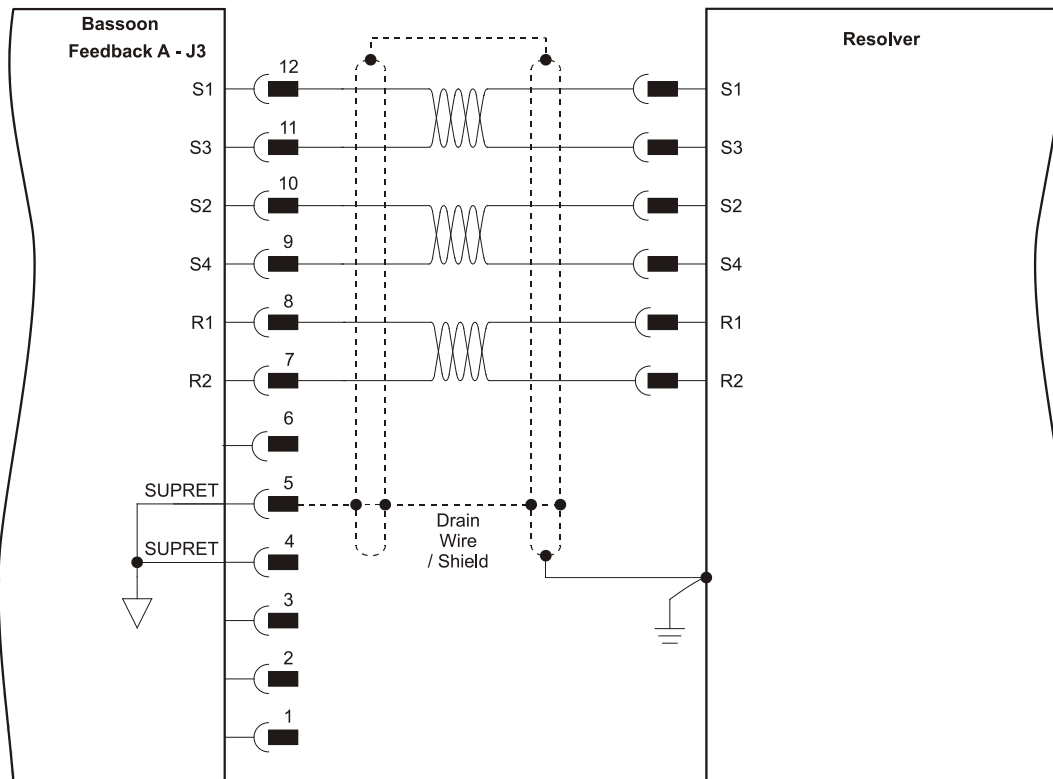 Bassoon
Feedback A - J3
Resolver
12
S1
S1
11
S3
S3
10
S2
S2
9
S4
S4
8
R1
R1
7
R2
R2
6
5
SUPRET
Drain
Wire
/ Shield
4
SUPRET
3
2
1